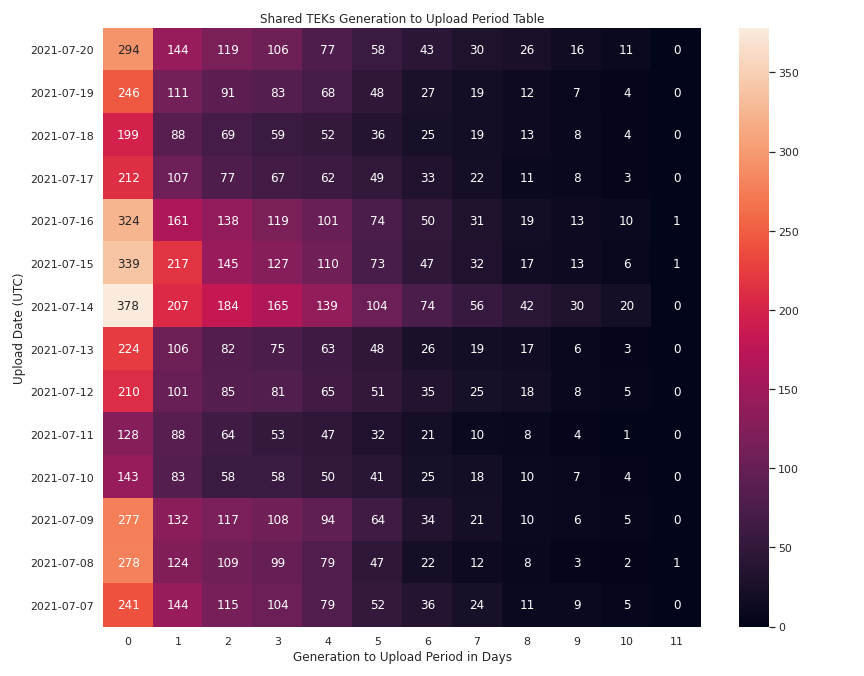 Shared TEKs Generation to Upload Period Table
Upload Date (UTC)
2021-07-20 294 144 119 106 77 58 43 30 26 16 11 0
2021-07-19 246 111 91 83 68 48 27 19 12 7 4 0
2021-07-18 199 88 69 59 52 36 25 19 13 8 4 0
2021-07-17 212 107 77 67 62 49 33 22 11 8 3 0
2021-07-16 324 161 138 119 101 74 50 31 19 13 10 1
2021-07-15 339 217 145 127 110 73 47 32 17 13 6 1
2021-07-14 378 207 184 165 139 104 74 56 42 30 20 0
2021-07-13 224 106 82 75 63 48 26 19 17 6 3 0
2021-07-12 210 101 85 81 65 51 35 25 18 8 5 0
2021-07-11 128 88 64 53 47 32 21 10 8 4 1 0
2021-07-10 143 83 58 58 50 41 25 18 10 7 4 0
2021-07-09 277 132 117 108 94 64 34 21 10 6 5 0
2021-07-08 278 124 109 99 79 47 22 12 8 3 2 1
2021-07-07 241 144 115 104 79 52 36 24 11 9 5 0
0 1 2 3 4 5 6 7 8 9 10 11
Generation to Upload Period in Days
350
300
250
200
150
100
50
0